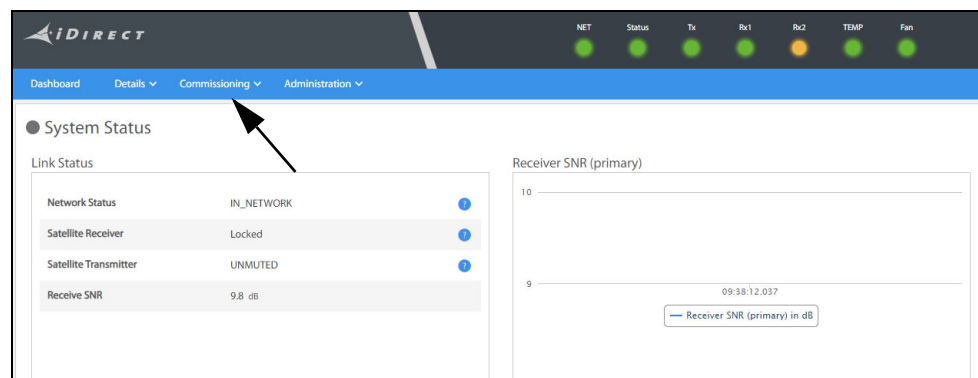 iDIRECT
NET Status Tx Rx1 Rx2 TEMP Fan
Dashboard Details Commissioning Administration
System Status
Link Status
Network Status IN_NETWORK ?
Satellite Receiver Locked ?
Satellite Transmitter UNMUTED ?
Receive SNR 9.8 dB
Receiver SNR (primary)
10
9
09:38:12.037
Receiver SNR (primary) in dB